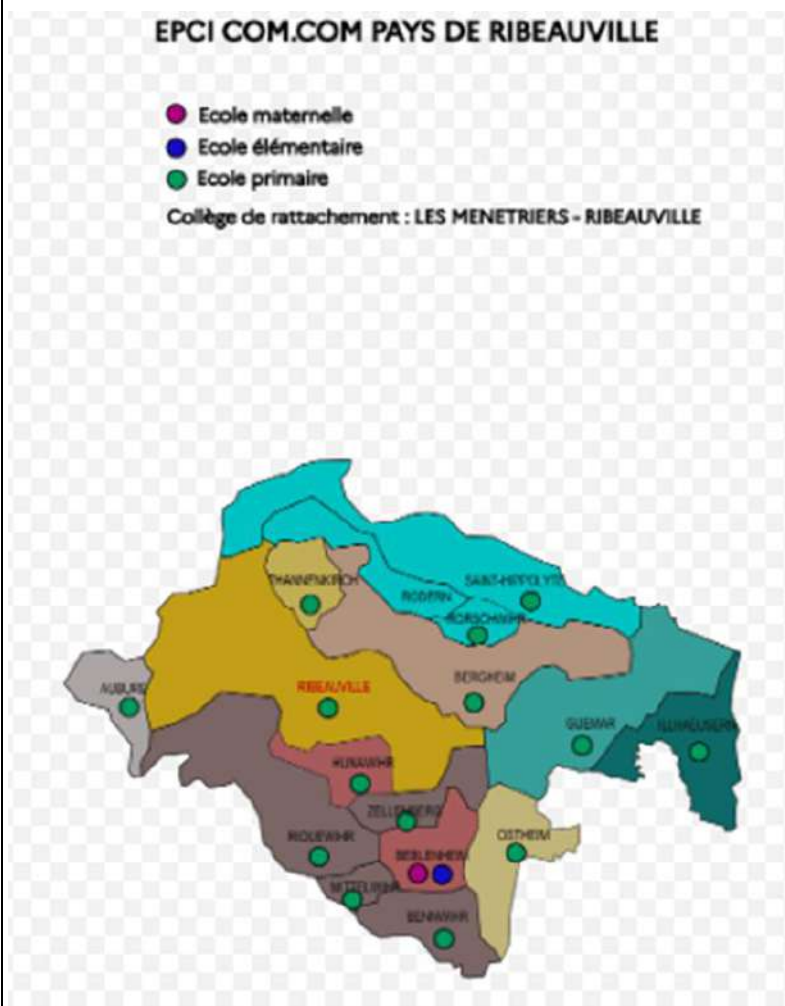 EPCI COM.COM PAYS DE RIBEAUVILLE
Ecole maternelle
Ecole élémentaire
Ecole primaire
Collège de rattachement : LES MENETRIERS - RIBEAUVILLE
THANNENKIRCH
SAINT-HIPPOLYTE
RODERN
RORSCHWIHR
BERGHEIM
AUBURE
RIBEAUVILLE
GUEMAR
ILLHAEUSERN
HUNAWIHR
ZELLENBERG
RIQUEWIHR
BEBLENHEIM
OSTHEIM
MITTELWIHR
BENNWIHR